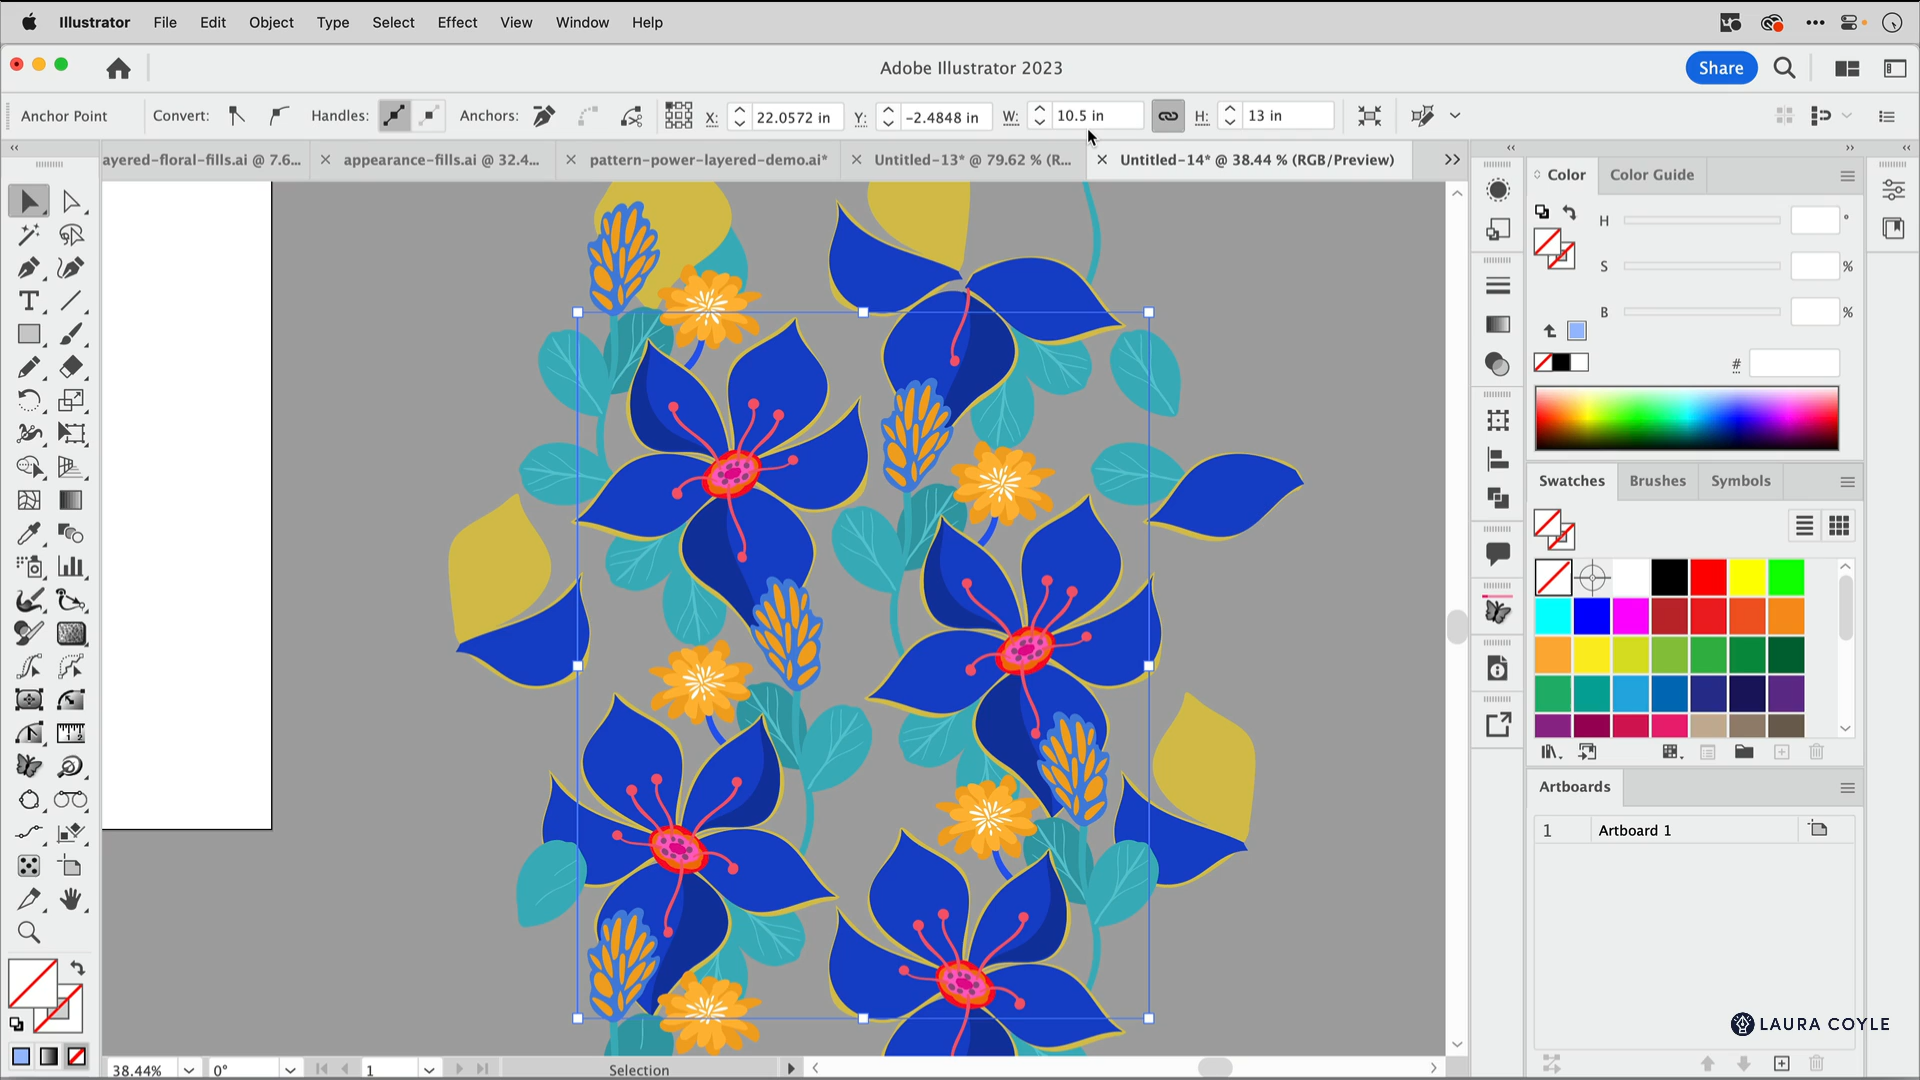 Illustrator File Edit Object Type Select Effect View Window Help
Adobe Illustrator 2023
Share
Anchor Point Convert: Handles: Anchors: X: 22.0572 in Y: -2.4848 in W: 10.5 in H: 13 in
ayered-floral-fills.ai @ 7.6... appearance-fills.ai @ 32.4... pattern-power-layered-demo.ai* Untitled-13* @ 79.62 % (R... Untitled-14* @ 38.44 % (RGB/Preview)
Color Color Guide
H °
S %
B %
#
Swatches Brushes Symbols
Artboards
1 Artboard 1
LAURA COYLE
38.44% 0° 1 Selection